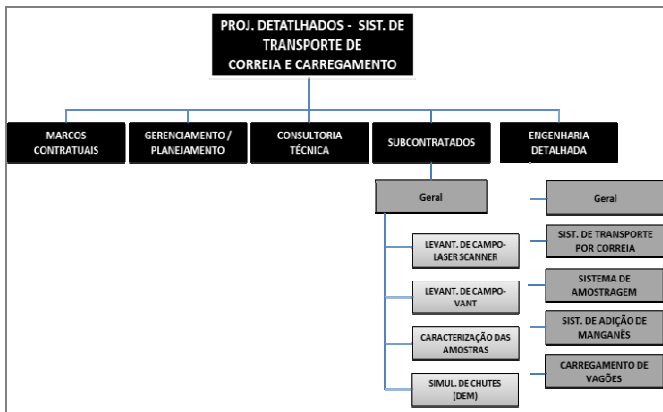 PROJ. DETATLHADOS - SIST. DE
TRANSPORTE DE
CORREIA E CARREGAMENTO
MARCOS
CONTRATUAIS
GERENCIAMENTO /
PLANEJAMENTO
CONSULTORIA
TÉCNICA
SUBCONTRATADOS
ENGENHARIA
DETALHADA
Geral
LEVANT. DE CAMPO-
LASER SCANNER
LEVANT. DE CAMPO-
VANT
CARACTERIZAÇÃO DAS
AMOSTRAS
SIMUL. DE CHUTES
(DEM)
Geral
SIST. DE TRANSPORTE
POR CORREIA
SISTEMA DE
AMOSTRAGEM
SIST. DE ADIÇÃO DE
MANGANÊS
CARREGAMENTO DE
VAGÕES